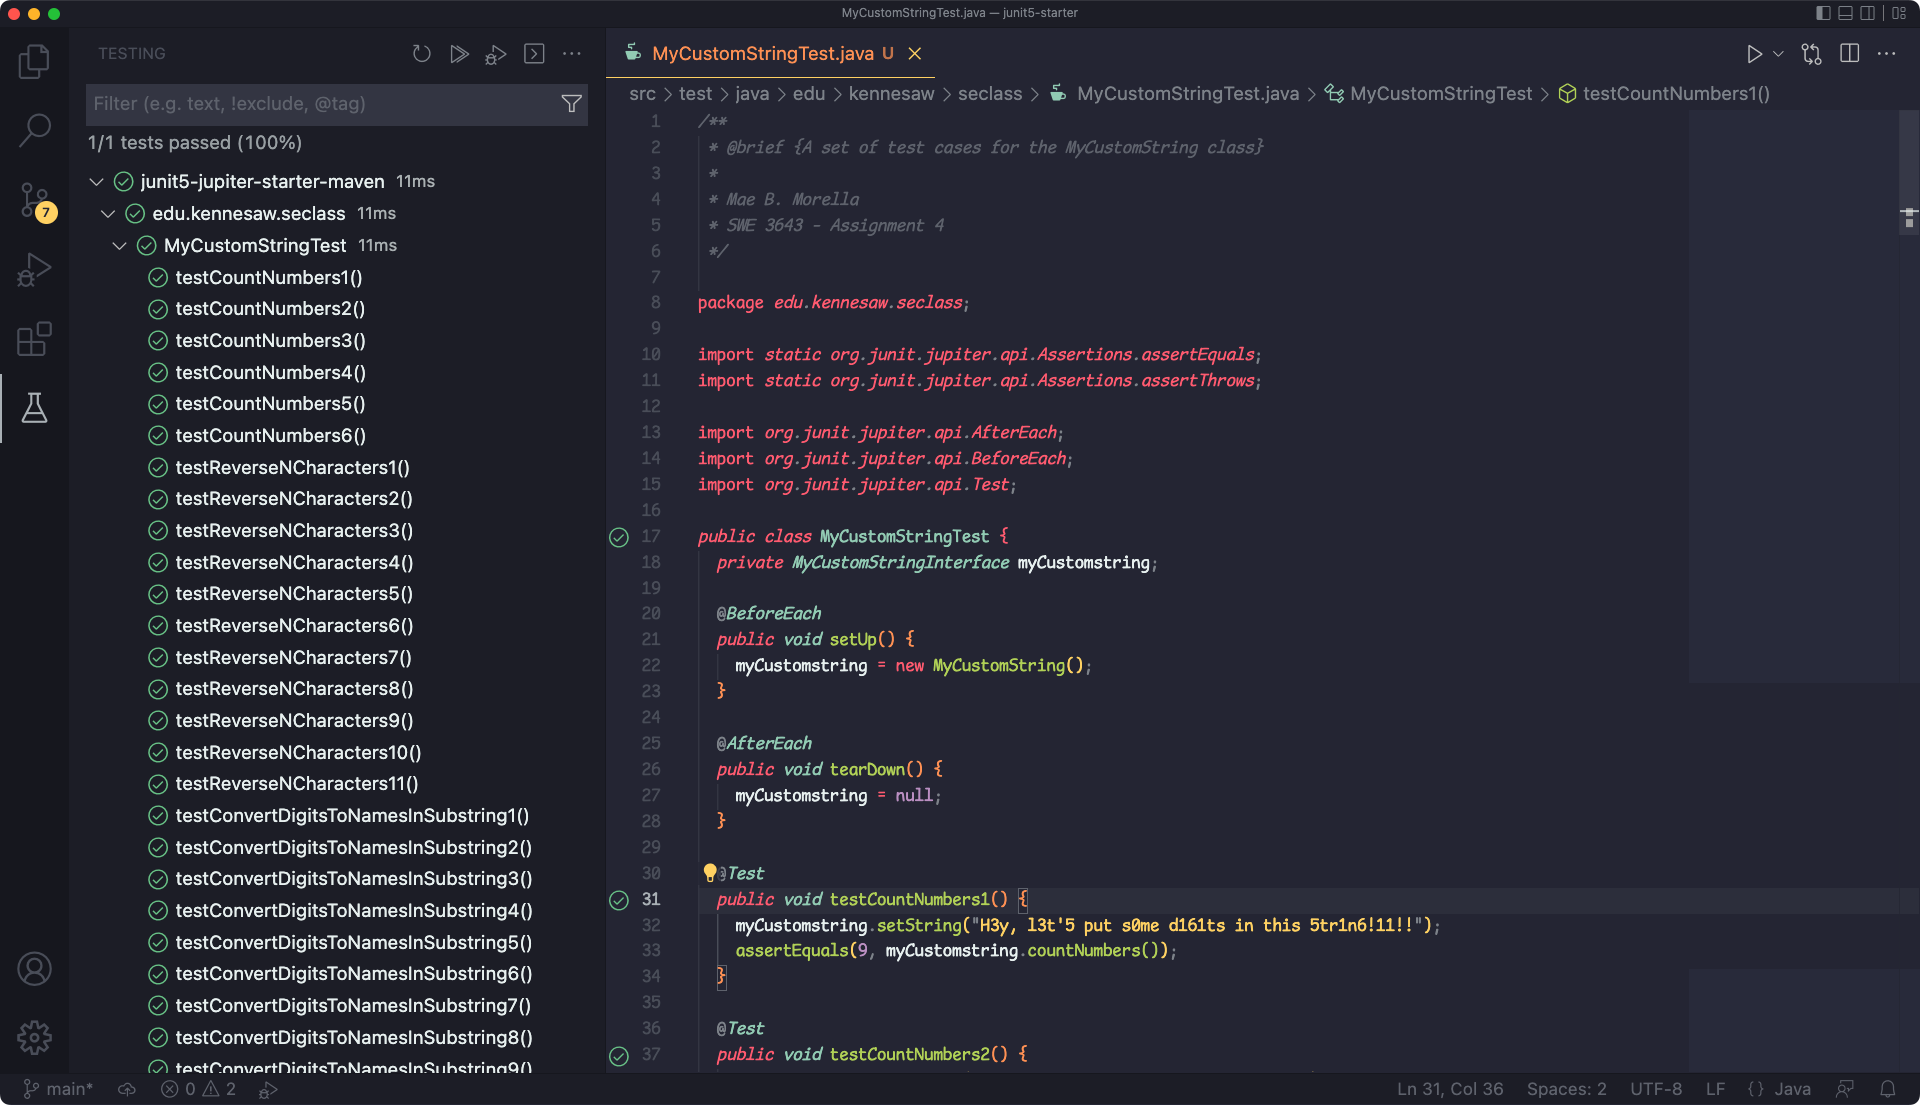 MyCustomStringTest.java — junit5-starter
TESTING
Filter (e.g. text, !exclude, @tag)
1/1 tests passed (100%)
junit5-jupiter-starter-maven 11ms
edu.kennesaw.seclass 11ms
MyCustomStringTest 11ms
testCountNumbers1()
testCountNumbers2()
testCountNumbers3()
testCountNumbers4()
testCountNumbers5()
testCountNumbers6()
testReverseNCharacters1()
testReverseNCharacters2()
testReverseNCharacters3()
testReverseNCharacters4()
testReverseNCharacters5()
testReverseNCharacters6()
testReverseNCharacters7()
testReverseNCharacters8()
testReverseNCharacters9()
testReverseNCharacters10()
testReverseNCharacters11()
testConvertDigitsToNamesInSubstring1()
testConvertDigitsToNamesInSubstring2()
testConvertDigitsToNamesInSubstring3()
testConvertDigitsToNamesInSubstring4()
testConvertDigitsToNamesInSubstring5()
testConvertDigitsToNamesInSubstring6()
testConvertDigitsToNamesInSubstring7()
testConvertDigitsToNamesInSubstring8()
testConvertDigitsToNamesInSubstring9()
7
MyCustomStringTest.java U
src > test > java > edu > kennesaw > seclass > MyCustomStringTest.java > MyCustomStringTest > testCountNumbers1()
1 /**
2 * @brief {A set of test cases for the MyCustomString class}
3 *
4 * Mae B. Morella
5 * SWE 3643 - Assignment 4
6 */
7
8 package edu.kennesaw.seclass;
9
10 import static org.junit.jupiter.api.Assertions.assertEquals;
11 import static org.junit.jupiter.api.Assertions.assertThrows;
12
13 import org.junit.jupiter.api.AfterEach;
14 import org.junit.jupiter.api.BeforeEach;
15 import org.junit.jupiter.api.Test;
16
17 public class MyCustomStringTest {
18 private MyCustomStringInterface myCustomstring;
19
20 @BeforeEach
21 public void setUp() {
22 myCustomstring = new MyCustomString();
23 }
24
25 @AfterEach
26 public void tearDown() {
27 myCustomstring = null;
28 }
29
30 @Test
31 public void testCountNumbers1() {
32 myCustomstring.setString("H3y, l3t'5 put s0me d161ts in this 5tr1n6!11!!");
33 assertEquals(9, myCustomstring.countNumbers());
34 }
35
36 @Test
37 public void testCountNumbers2() {
main* 0 2
Ln 31, Col 36 Spaces: 2 UTF-8 LF {} Java